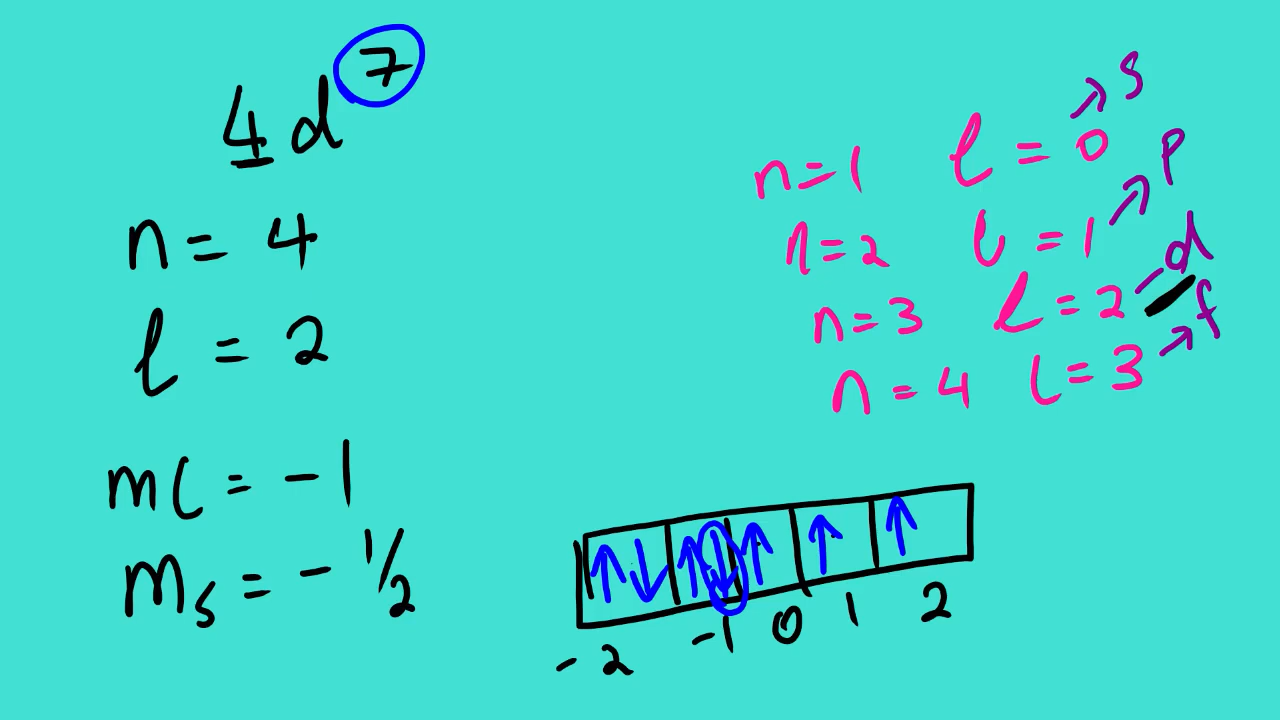 4d⁷
n = 4
l = 2
ml = -1
ms = - 1/2
n=1 l = 0 → s
n=2 l = 1 → p
n=3 l = 2 - d
n = 4 l = 3 → f
↑↓ ↑↓ ↑ ↑ ↑
-2 -1 0 1 2